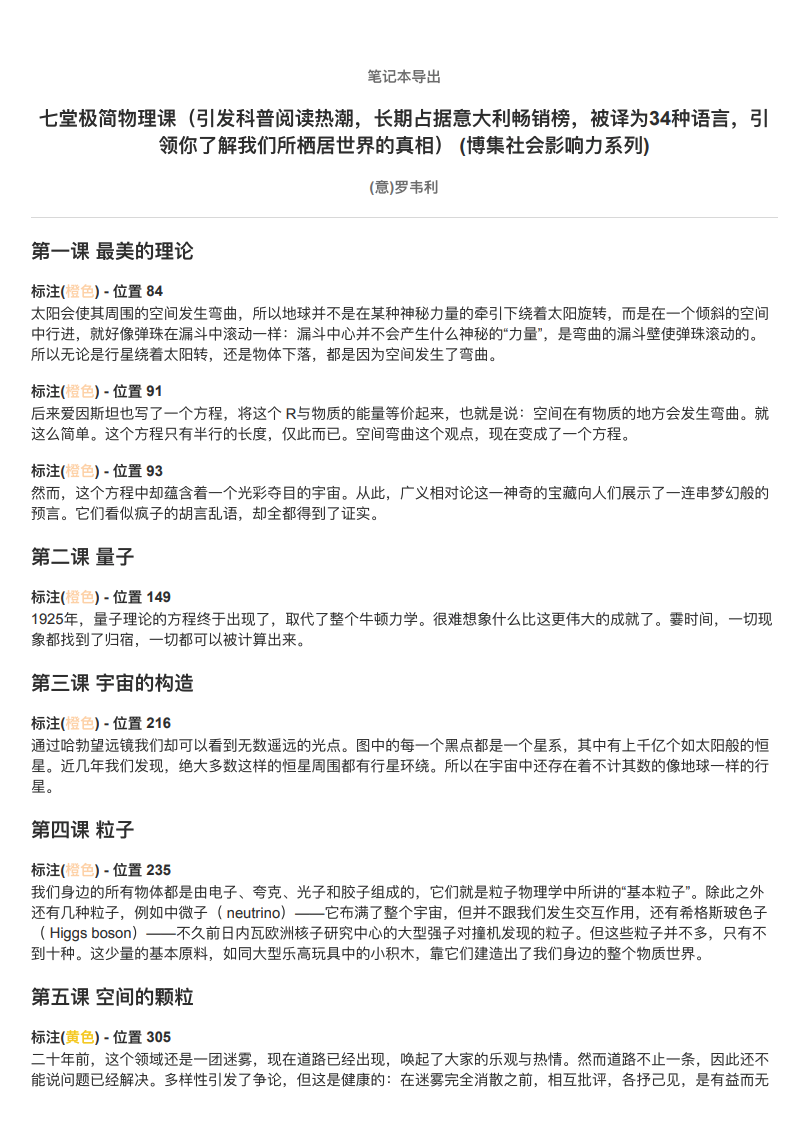 笔记本导出
七堂极简物理课（引发科普阅读热潮，长期占据意大利畅销榜，被译为34种语言，引
领你了解我们所栖居世界的真相） (博集社会影响力系列)
(意)罗韦利
第一课 最美的理论
标注(橙色) - 位置 84
太阳会使其周围的空间发生弯曲，所以地球并不是在某种神秘力量的牵引下绕着太阳旋转，而是在一个倾斜的空间
中行进，就好像弹珠在漏斗中滚动一样：漏斗中心并不会产生什么神秘的“力量”，是弯曲的漏斗壁使弹珠滚动的。
所以无论是行星绕着太阳转，还是物体下落，都是因为空间发生了弯曲。
标注(橙色) - 位置 91
后来爱因斯坦也写了一个方程，将这个 R与物质的能量等价起来，也就是说：空间在有物质的地方会发生弯曲。就
这么简单。这个方程只有半行的长度，仅此而已。空间弯曲这个观点，现在变成了一个方程。
标注(橙色) - 位置 93
然而，这个方程中却蕴含着一个光彩夺目的宇宙。从此，广义相对论这一神奇的宝藏向人们展示了一连串梦幻般的
预言。它们看似疯子的胡言乱语，却全都得到了证实。
第二课 量子
标注(橙色) - 位置 149
1925年，量子理论的方程终于出现了，取代了整个牛顿力学。很难想象什么比这更伟大的成就了。霎时间，一切现
象都找到了归宿，一切都可以被计算出来。
第三课 宇宙的构造
标注(橙色) - 位置 216
通过哈勃望远镜我们却可以看到无数遥远的光点。图中的每一个黑点都是一个星系，其中有上千亿个如太阳般的恒
星。近几年我们发现，绝大多数这样的恒星周围都有行星环绕。所以在宇宙中还存在着不计其数的像地球一样的行
星。
第四课 粒子
标注(橙色) - 位置 235
我们身边的所有物体都是由电子、夸克、光子和胶子组成的，它们就是粒子物理学中所讲的“基本粒子”。除此之外
还有几种粒子，例如中微子（ neutrino）——它布满了整个宇宙，但并不跟我们发生交互作用，还有希格斯玻色子
（ Higgs boson）——不久前日内瓦欧洲核子研究中心的大型强子对撞机发现的粒子。但这些粒子并不多，只有不
到十种。这少量的基本原料，如同大型乐高玩具中的小积木，靠它们建造出了我们身边的整个物质世界。
第五课 空间的颗粒
标注(黄色) - 位置 305
二十年前，这个领域还是一团迷雾，现在道路已经出现，唤起了大家的乐观与热情。然而道路不止一条，因此还不
能说问题已经解决。多样性引发了争论，但这是健康的：在迷雾完全消散之前，相互批评，各抒己见，是有益而无